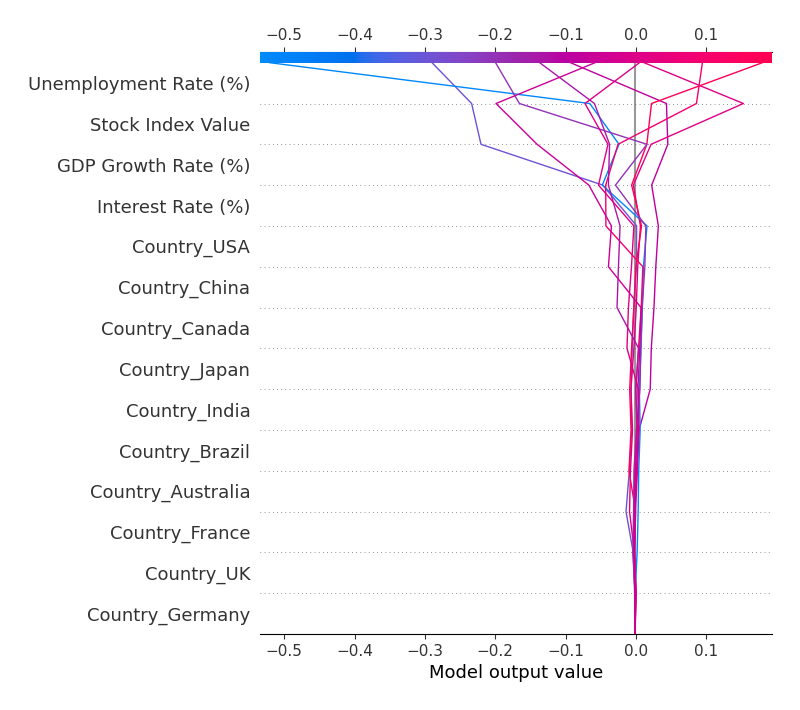 −0.5 −0.4 −0.3 −0.2 −0.1 0.0 0.1
Unemployment Rate (%)
Stock Index Value
GDP Growth Rate (%)
Interest Rate (%)
Country_USA
Country_China
Country_Canada
Country_Japan
Country_India
Country_Brazil
Country_Australia
Country_France
Country_UK
Country_Germany
−0.5 −0.4 −0.3 −0.2 −0.1 0.0 0.1
Model output value